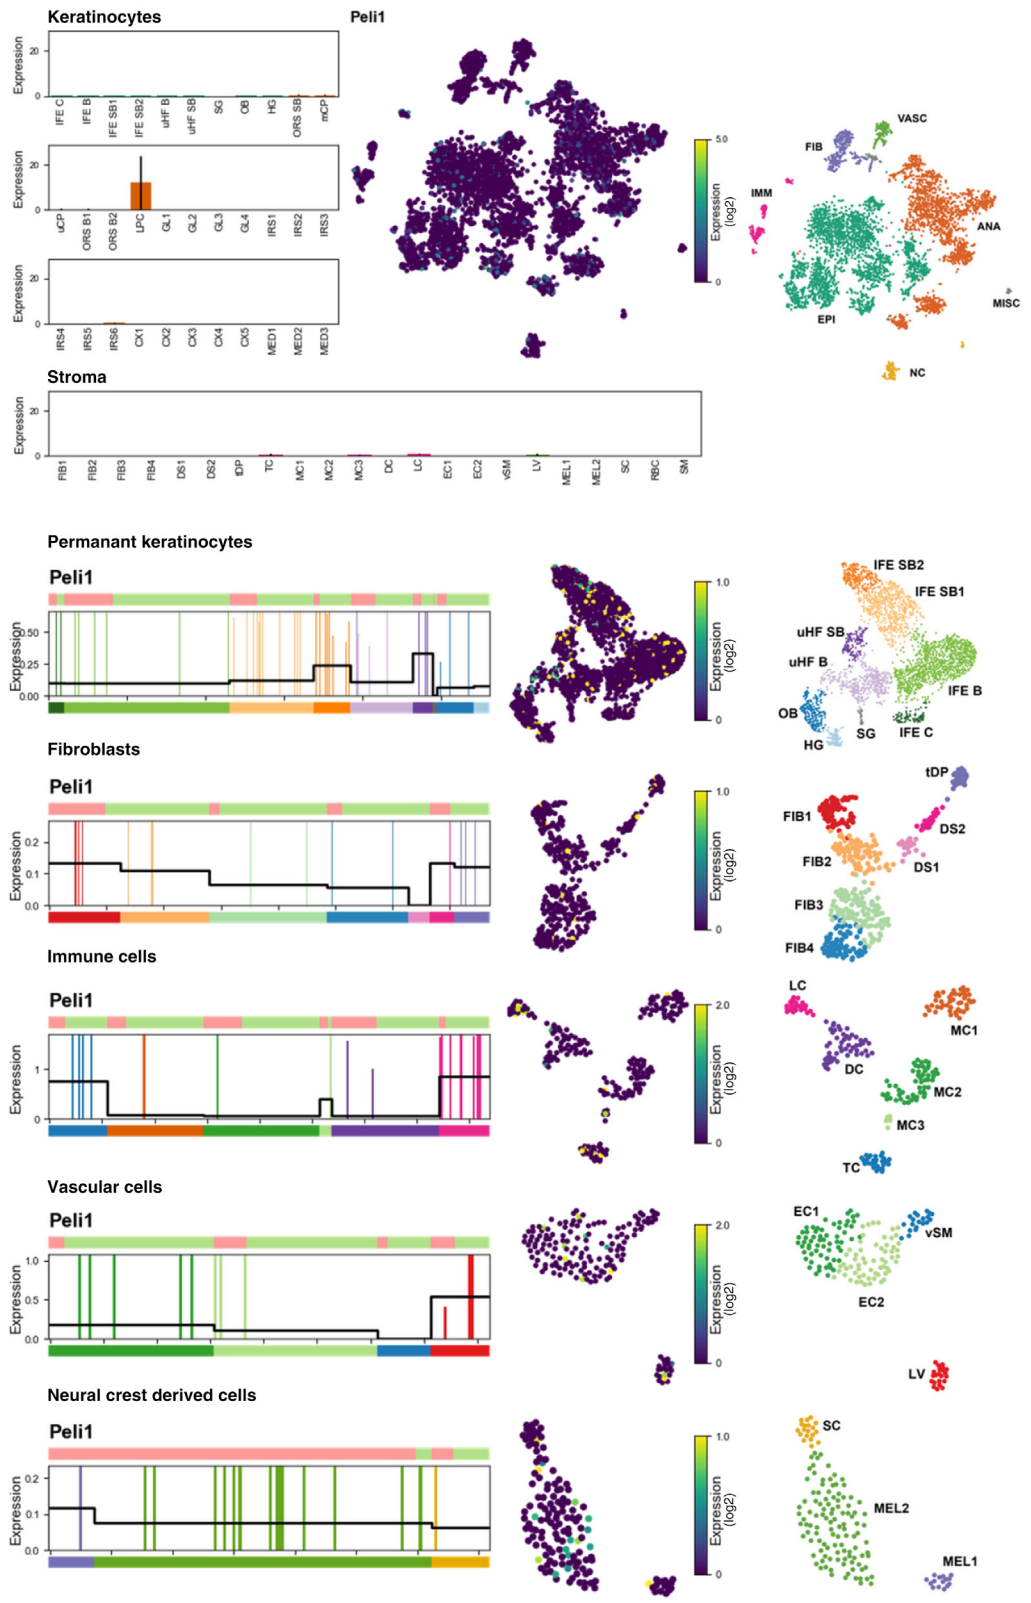 Keratinocytes
Peli1
Expression
20
0
IFE C
IFE B
IFE SB1
IFE SB2
uHF B
uHF SB
SG
OB
HG
ORS SB
mCP
Expression
20
0
uCP
ORS B1
ORS B2
LPC
GL1
GL2
GL3
GL4
IRS1
IRS2
IRS3
Expression
20
0
IRS4
IRS5
IRS6
CX1
CX2
CX3
CX4
CX5
MED1
MED2
MED3
5.0
Expression
(log2)
0
FIB
VASC
IMM
ANA
MISC
EPI
NC
Stroma
Expression
20
0
FIB1
FIB2
FIB3
FIB4
DS1
DS2
tDP
TC
MC1
MC2
MC3
DC
LC
EC1
EC2
vSM
LV
MEL1
MEL2
SC
RBC
SM
Permanant keratinocytes
Peli1
Expression
0.50
0.25
0.00
1.0
Expression
(log2)
0
IFE SB2
IFE SB1
uHF SB
uHF B
IFE B
OB
SG
IFE C
HG
Fibroblasts
Peli1
Expression
0.2
0.1
0.0
1.0
Expression
(log2)
0
tDP
FIB1
DS2
FIB2
DS1
FIB3
FIB4
Immune cells
Peli1
Expression
1
0
2.0
Expression
(log2)
0
LC
MC1
DC
MC2
MC3
TC
Vascular cells
Peli1
Expression
1.0
0.5
0.0
2.0
Expression
(log2)
0
EC1
vSM
EC2
LV
Neural crest derived cells
Peli1
Expression
0.2
0.1
0.0
1.0
Expression
(log2)
0
SC
MEL2
MEL1